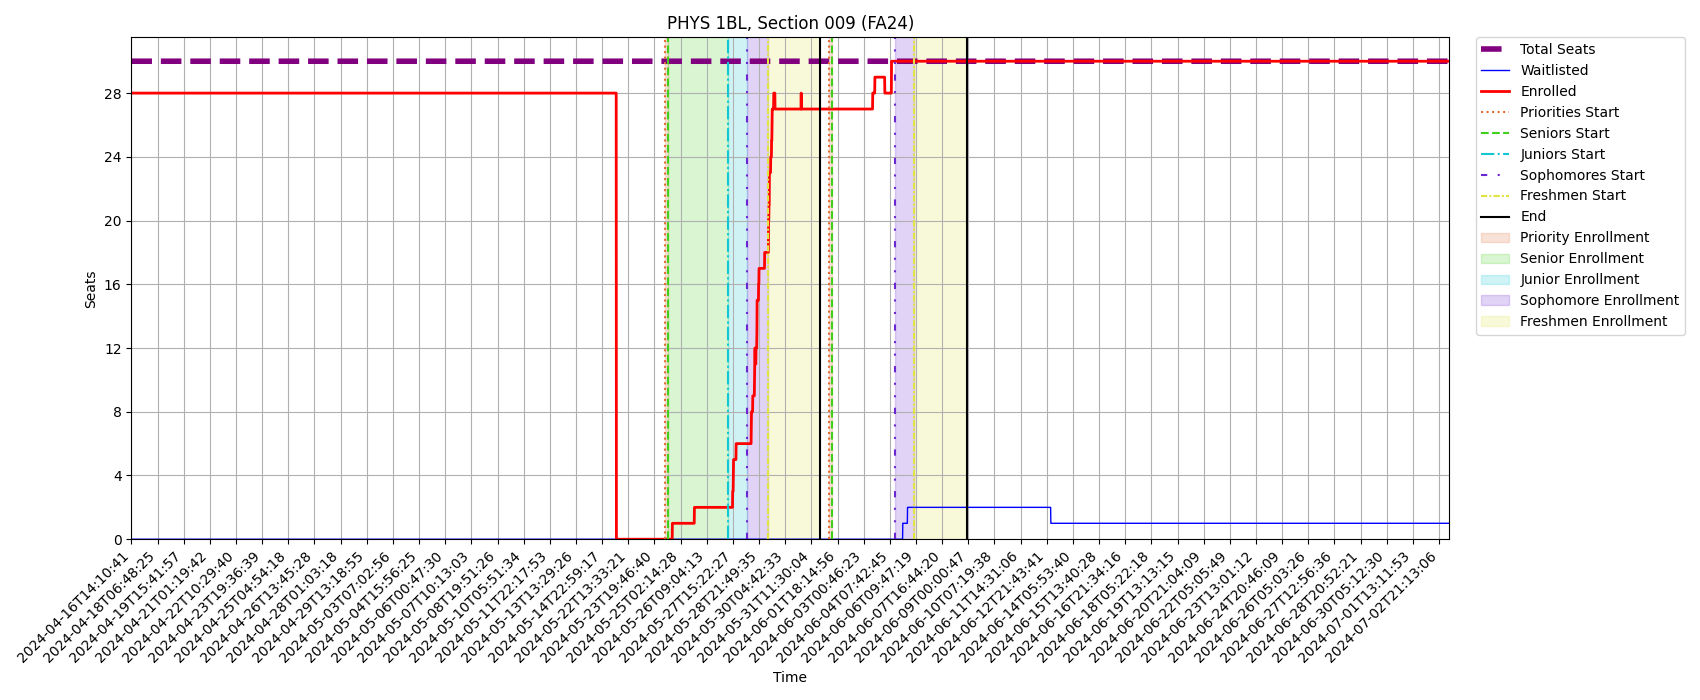 PHYS 1BL, Section 009 (FA24)
Total Seats
Waitlisted
Enrolled
Priorities Start
Seniors Start
Juniors Start
Sophomores Start
Freshmen Start
End
Priority Enrollment
Senior Enrollment
Junior Enrollment
Sophomore Enrollment
Freshmen Enrollment
Seats
28
24
20
16
12
8
4
0
2024-04-16T14:10:41
2024-04-18T06:48:25
2024-04-19T15:41:57
2024-04-21T01:19:42
2024-04-22T10:29:40
2024-04-23T19:36:39
2024-04-25T04:54:18
2024-04-26T13:45:28
2024-04-28T01:03:18
2024-04-29T13:18:55
2024-05-03T07:02:56
2024-05-04T15:56:25
2024-05-06T00:47:30
2024-05-07T10:13:03
2024-05-08T19:51:26
2024-05-10T05:51:34
2024-05-11T22:17:53
2024-05-13T13:29:26
2024-05-14T22:59:17
2024-05-22T13:33:21
2024-05-23T19:46:40
2024-05-25T02:14:28
2024-05-26T09:04:13
2024-05-27T15:22:27
2024-05-28T21:49:35
2024-05-30T04:42:33
2024-05-31T11:30:04
2024-06-01T18:14:56
2024-06-03T00:46:23
2024-06-04T07:42:45
2024-06-06T09:47:19
2024-06-07T16:44:20
2024-06-09T00:00:47
2024-06-10T07:19:38
2024-06-11T14:31:06
2024-06-12T21:43:41
2024-06-14T05:53:40
2024-06-15T13:40:28
2024-06-16T21:34:16
2024-06-18T05:22:18
2024-06-19T13:13:15
2024-06-20T21:04:09
2024-06-22T05:05:49
2024-06-23T13:01:12
2024-06-24T20:46:09
2024-06-26T05:03:26
2024-06-27T12:56:36
2024-06-28T20:52:21
2024-06-30T05:12:30
2024-07-01T13:11:53
2024-07-02T21:13:06
Time